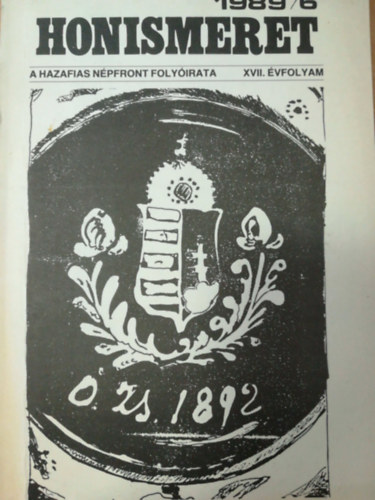 1989/6
HONISMERET
A HAZAFIAS NÉPFRONT FOLYÓIRATA XVII. ÉVFOLYAM
Ó. ZS. 1892